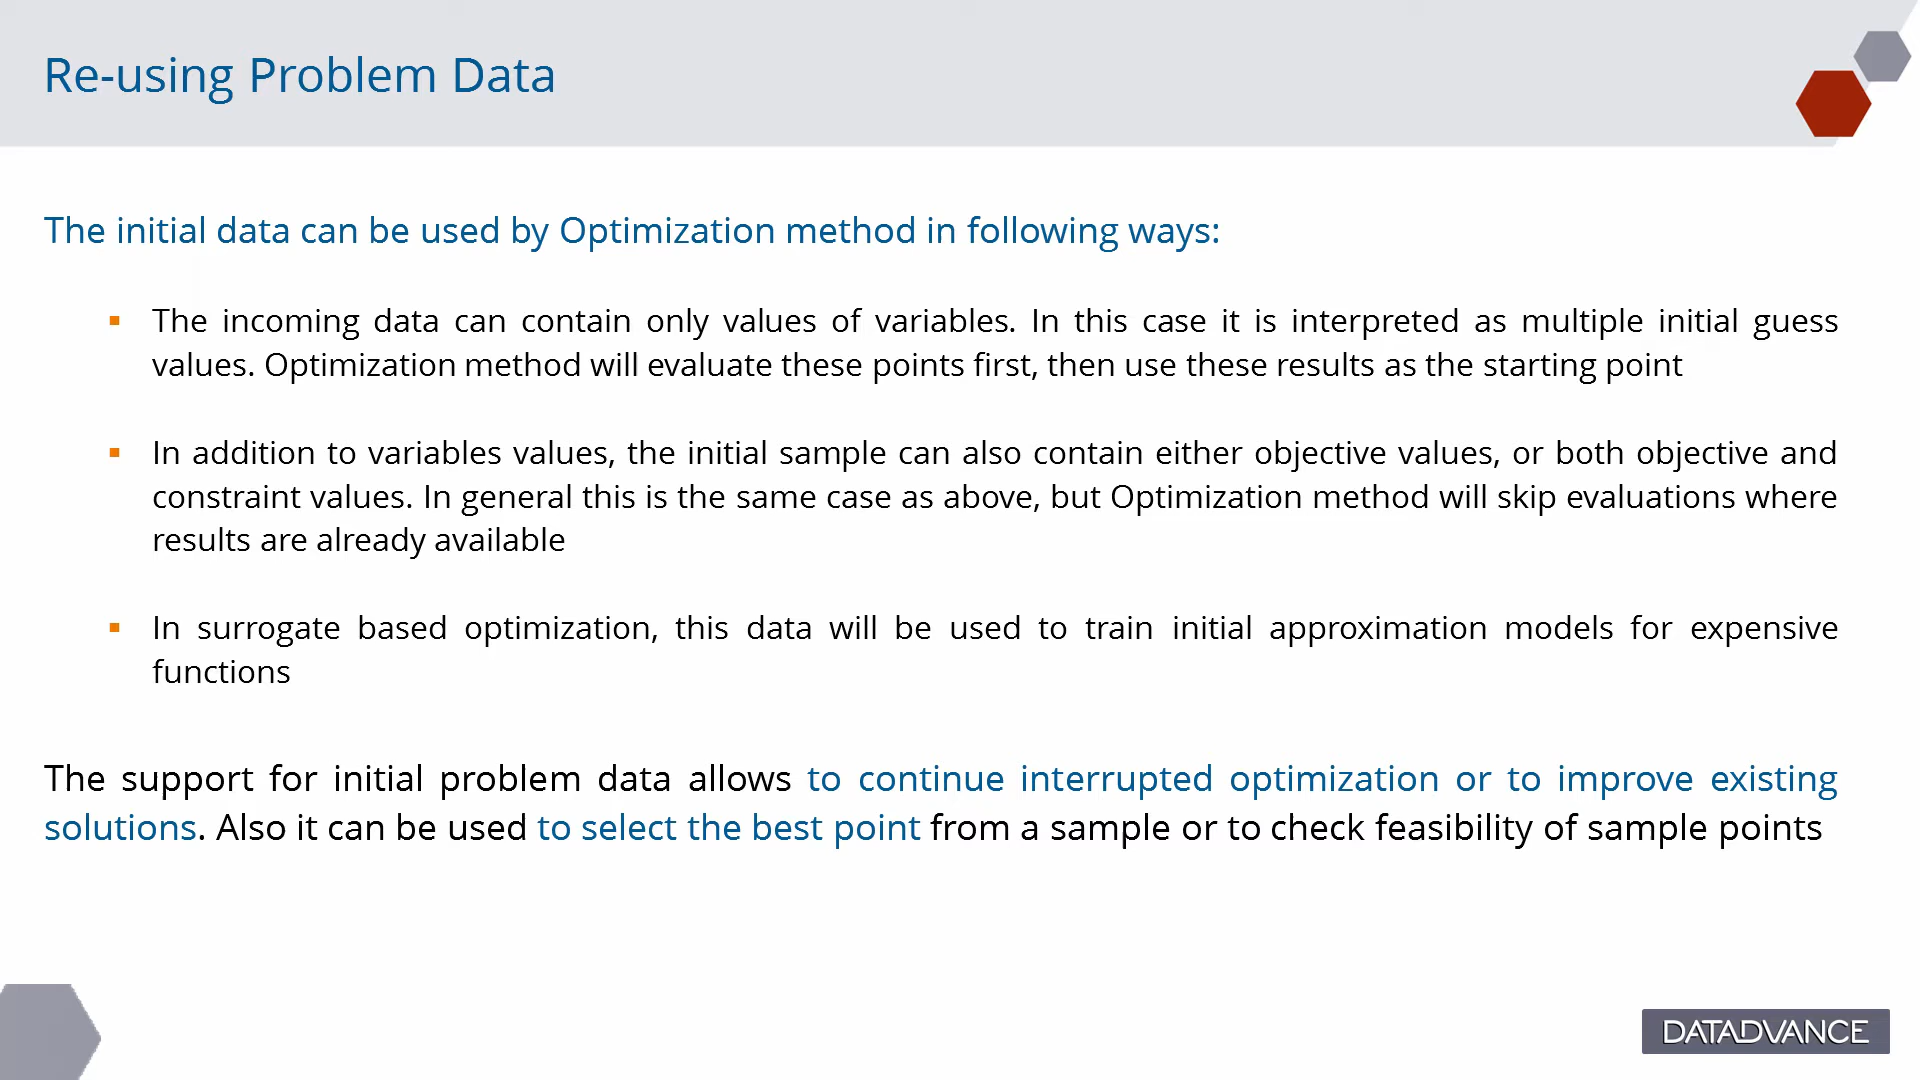 Re-using Problem Data
The initial data can be used by Optimization method in following ways:
▪ The incoming data can contain only values of variables. In this case it is interpreted as multiple initial guess
values. Optimization method will evaluate these points first, then use these results as the starting point
▪ In addition to variables values, the initial sample can also contain either objective values, or both objective and
constraint values. In general this is the same case as above, but Optimization method will skip evaluations where
results are already available
▪ In surrogate based optimization, this data will be used to train initial approximation models for expensive
functions
The support for initial problem data allows to continue interrupted optimization or to improve existing
solutions. Also it can be used to select the best point from a sample or to check feasibility of sample points
DATADVANCE